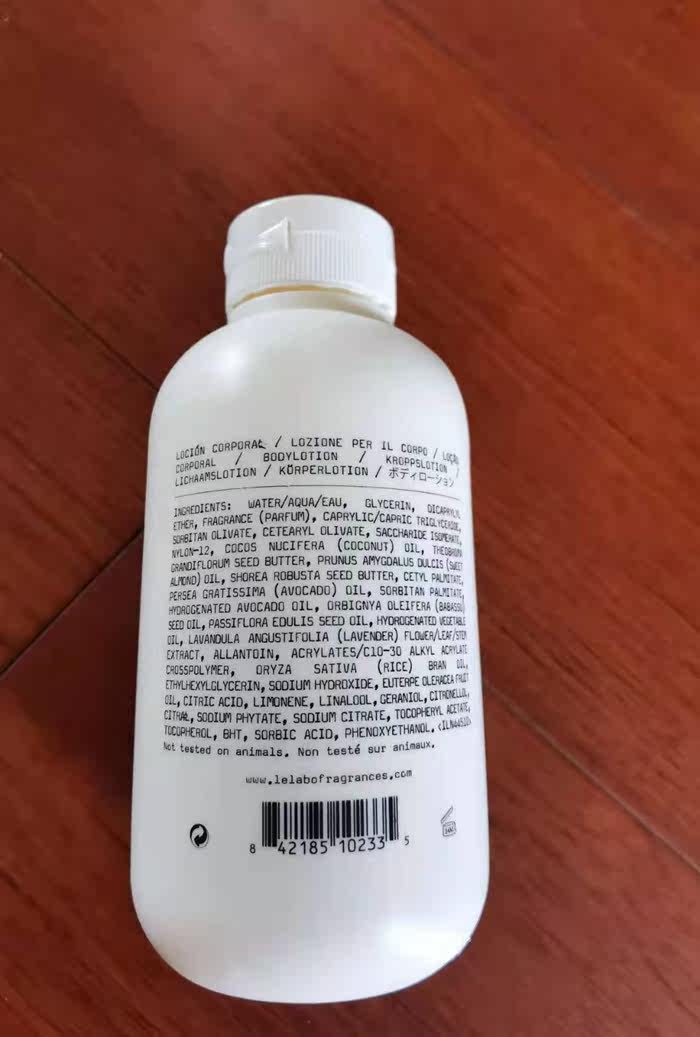 LOCIÓN CORPORAL / LOZIONE PER IL CORPO / LOÇÃO
CORPORAL / BODYLOTION / KROPPSLOTION /
LICHAAMSLOTION / KÖRPERLOTION / ボディローション
INGREDIENTS: WATER/AQUA/EAU, GLYCERIN, DICAPRYLYL
ETHER, FRAGRANCE (PARFUM), CAPRYLIC/CAPRIC TRIGLYCERIDE,
SORBITAN OLIVATE, CETEARYL OLIVATE, SACCHARIDE ISOMERATE,
NYLON-12, COCOS NUCIFERA (COCONUT) OIL, THEOBROMA
GRANDIFLORUM SEED BUTTER, PRUNUS AMYGDALUS DULCIS (SWEET
ALMOND) OIL, SHOREA ROBUSTA SEED BUTTER, CETYL PALMITATE,
PERSEA GRATISSIMA (AVOCADO) OIL, SORBITAN PALMITATE,
HYDROGENATED AVOCADO OIL, ORBIGNYA OLEIFERA (BABASSU)
SEED OIL, PASSIFLORA EDULIS SEED OIL, HYDROGENATED VEGETABLE
OIL, LAVANDULA ANGUSTIFOLIA (LAVENDER) FLOWER/LEAF/STEM
EXTRACT, ALLANTOIN, ACRYLATES/C10-30 ALKYL ACRYLATE
CROSSPOLYMER, ORYZA SATIVA (RICE) BRAN OIL,
ETHYLHEXYLGLYCERIN, SODIUM HYDROXIDE, EUTERPE OLERACEA FRUIT
OIL, CITRIC ACID, LIMONENE, LINALOOL, GERANIOL, CITRONELLOL,
CITRAL, SODIUM PHYTATE, SODIUM CITRATE, TOCOPHERYL ACETATE,
TOCOPHEROL, BHT, SORBIC ACID, PHENOXYETHANOL. <ILN44510>
Not tested on animals. Non testé sur animaux.
www.lelabofragrances.com
8 42185 10233 5